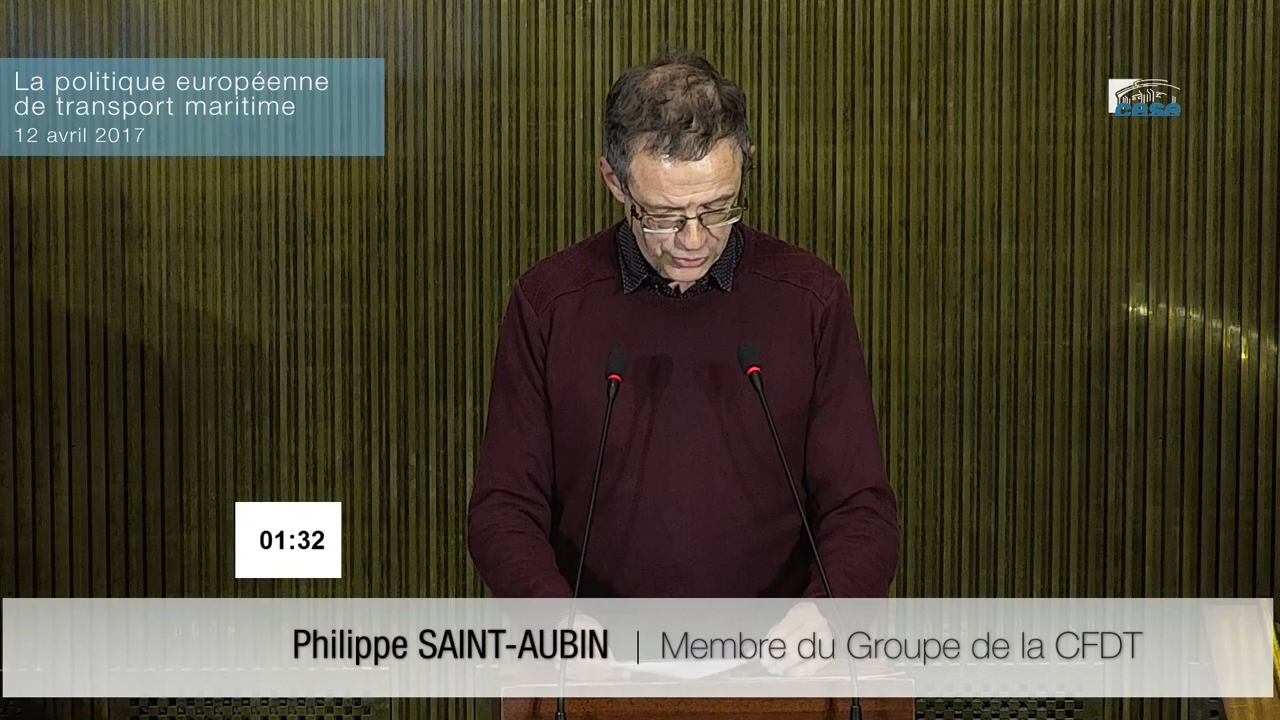 La politique européenne
de transport maritime
12 avril 2017
cese
01:32
Philippe SAINT-AUBIN | Membre du Groupe de la CFDT